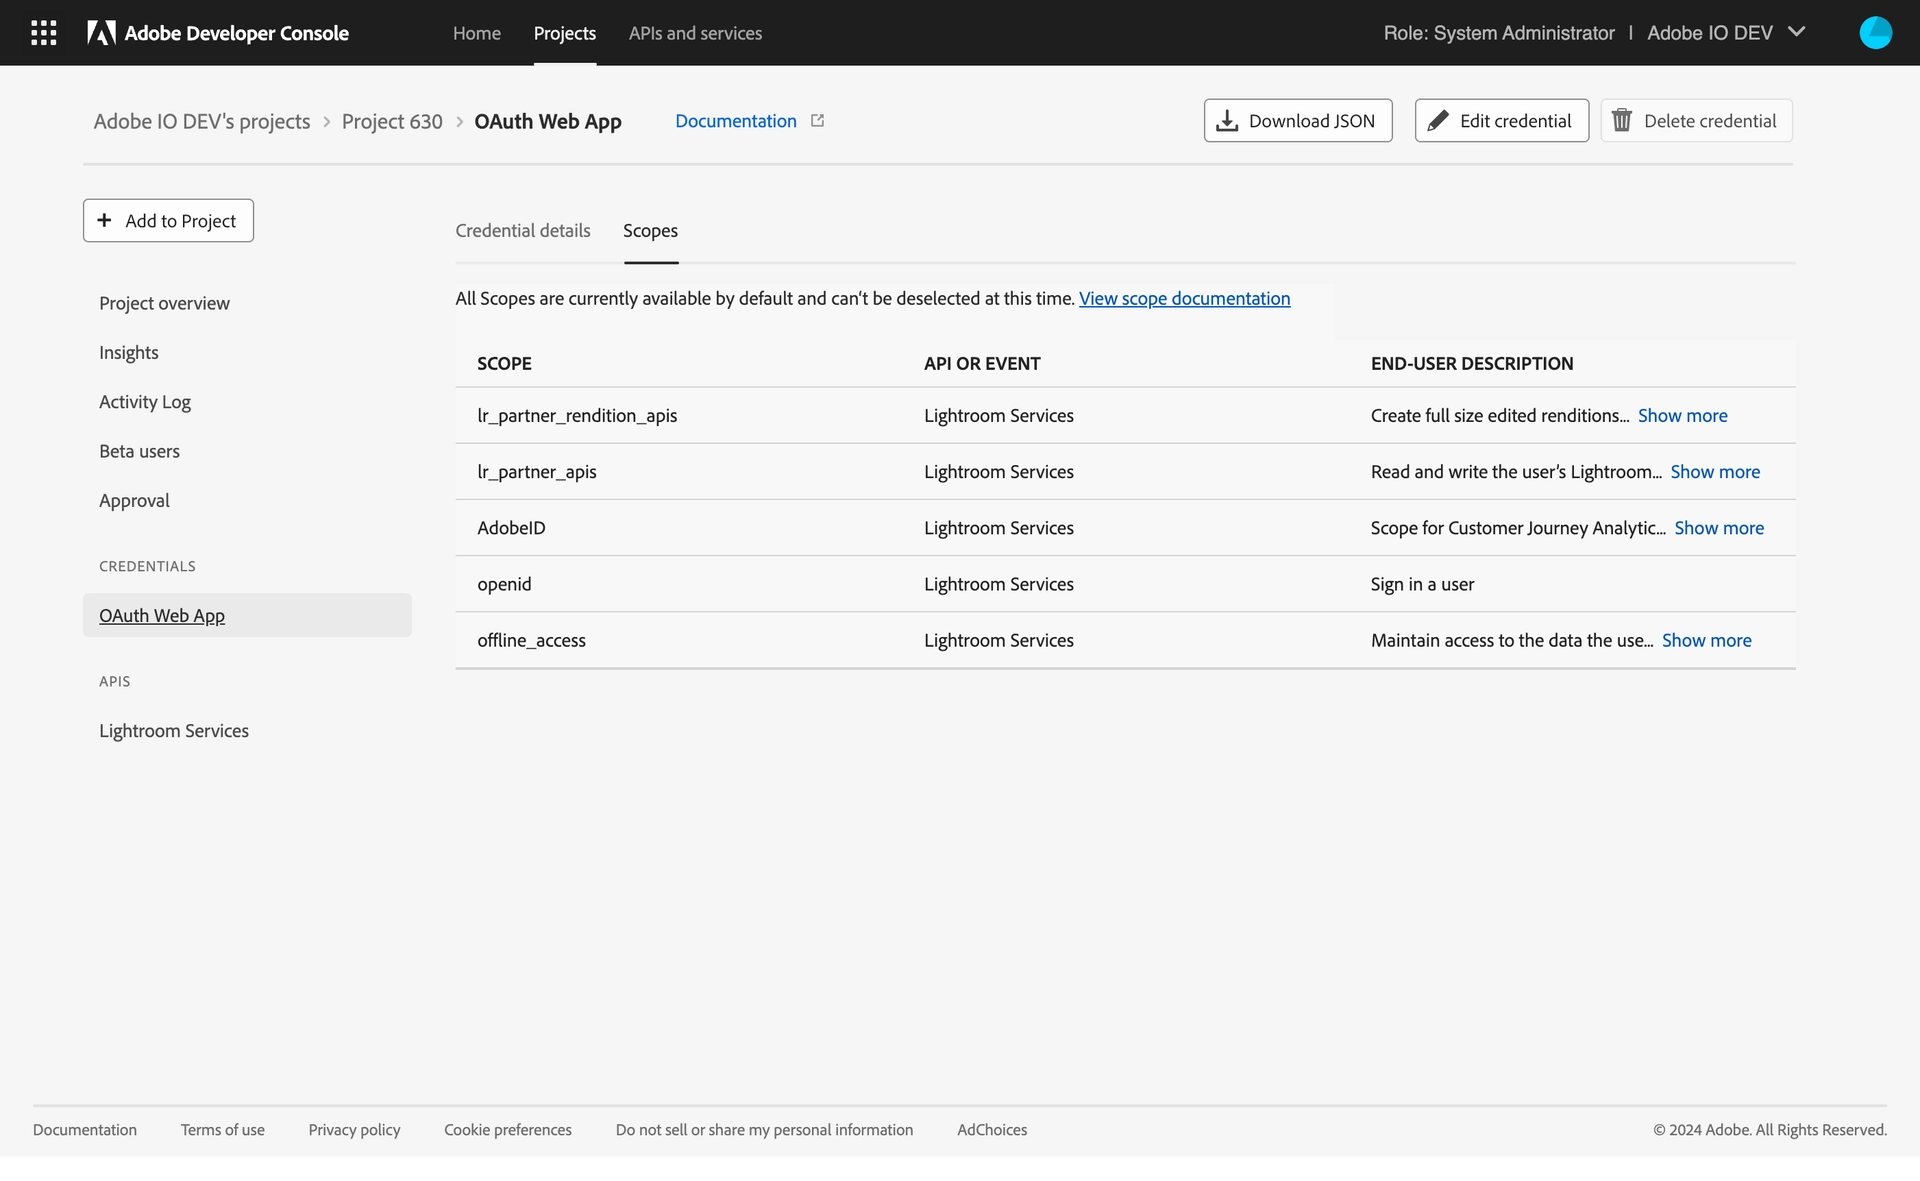 Adobe Developer Console
Home
Projects
APIs and services
Role: System Administrator | Adobe IO DEV
Adobe IO DEV's projects > Project 630 > OAuth Web App
Documentation
Download JSON
Edit credential
Delete credential
+ Add to Project
Project overview
Insights
Activity Log
Beta users
Approval
CREDENTIALS
OAuth Web App
APIS
Lightroom Services
Credential details
Scopes
All Scopes are currently available by default and can‘t be deselected at this time. View scope documentation
SCOPE API OR EVENT END-USER DESCRIPTION
lr_partner_rendition_apis Lightroom Services Create full size edited renditions... Show more
lr_partner_apis Lightroom Services Read and write the user’s Lightroom... Show more
AdobeID Lightroom Services Scope for Customer Journey Analytic... Show more
openid Lightroom Services Sign in a user
offline_access Lightroom Services Maintain access to the data the use... Show more
Documentation
Terms of use
Privacy policy
Cookie preferences
Do not sell or share my personal information
AdChoices
© 2024 Adobe. All Rights Reserved.